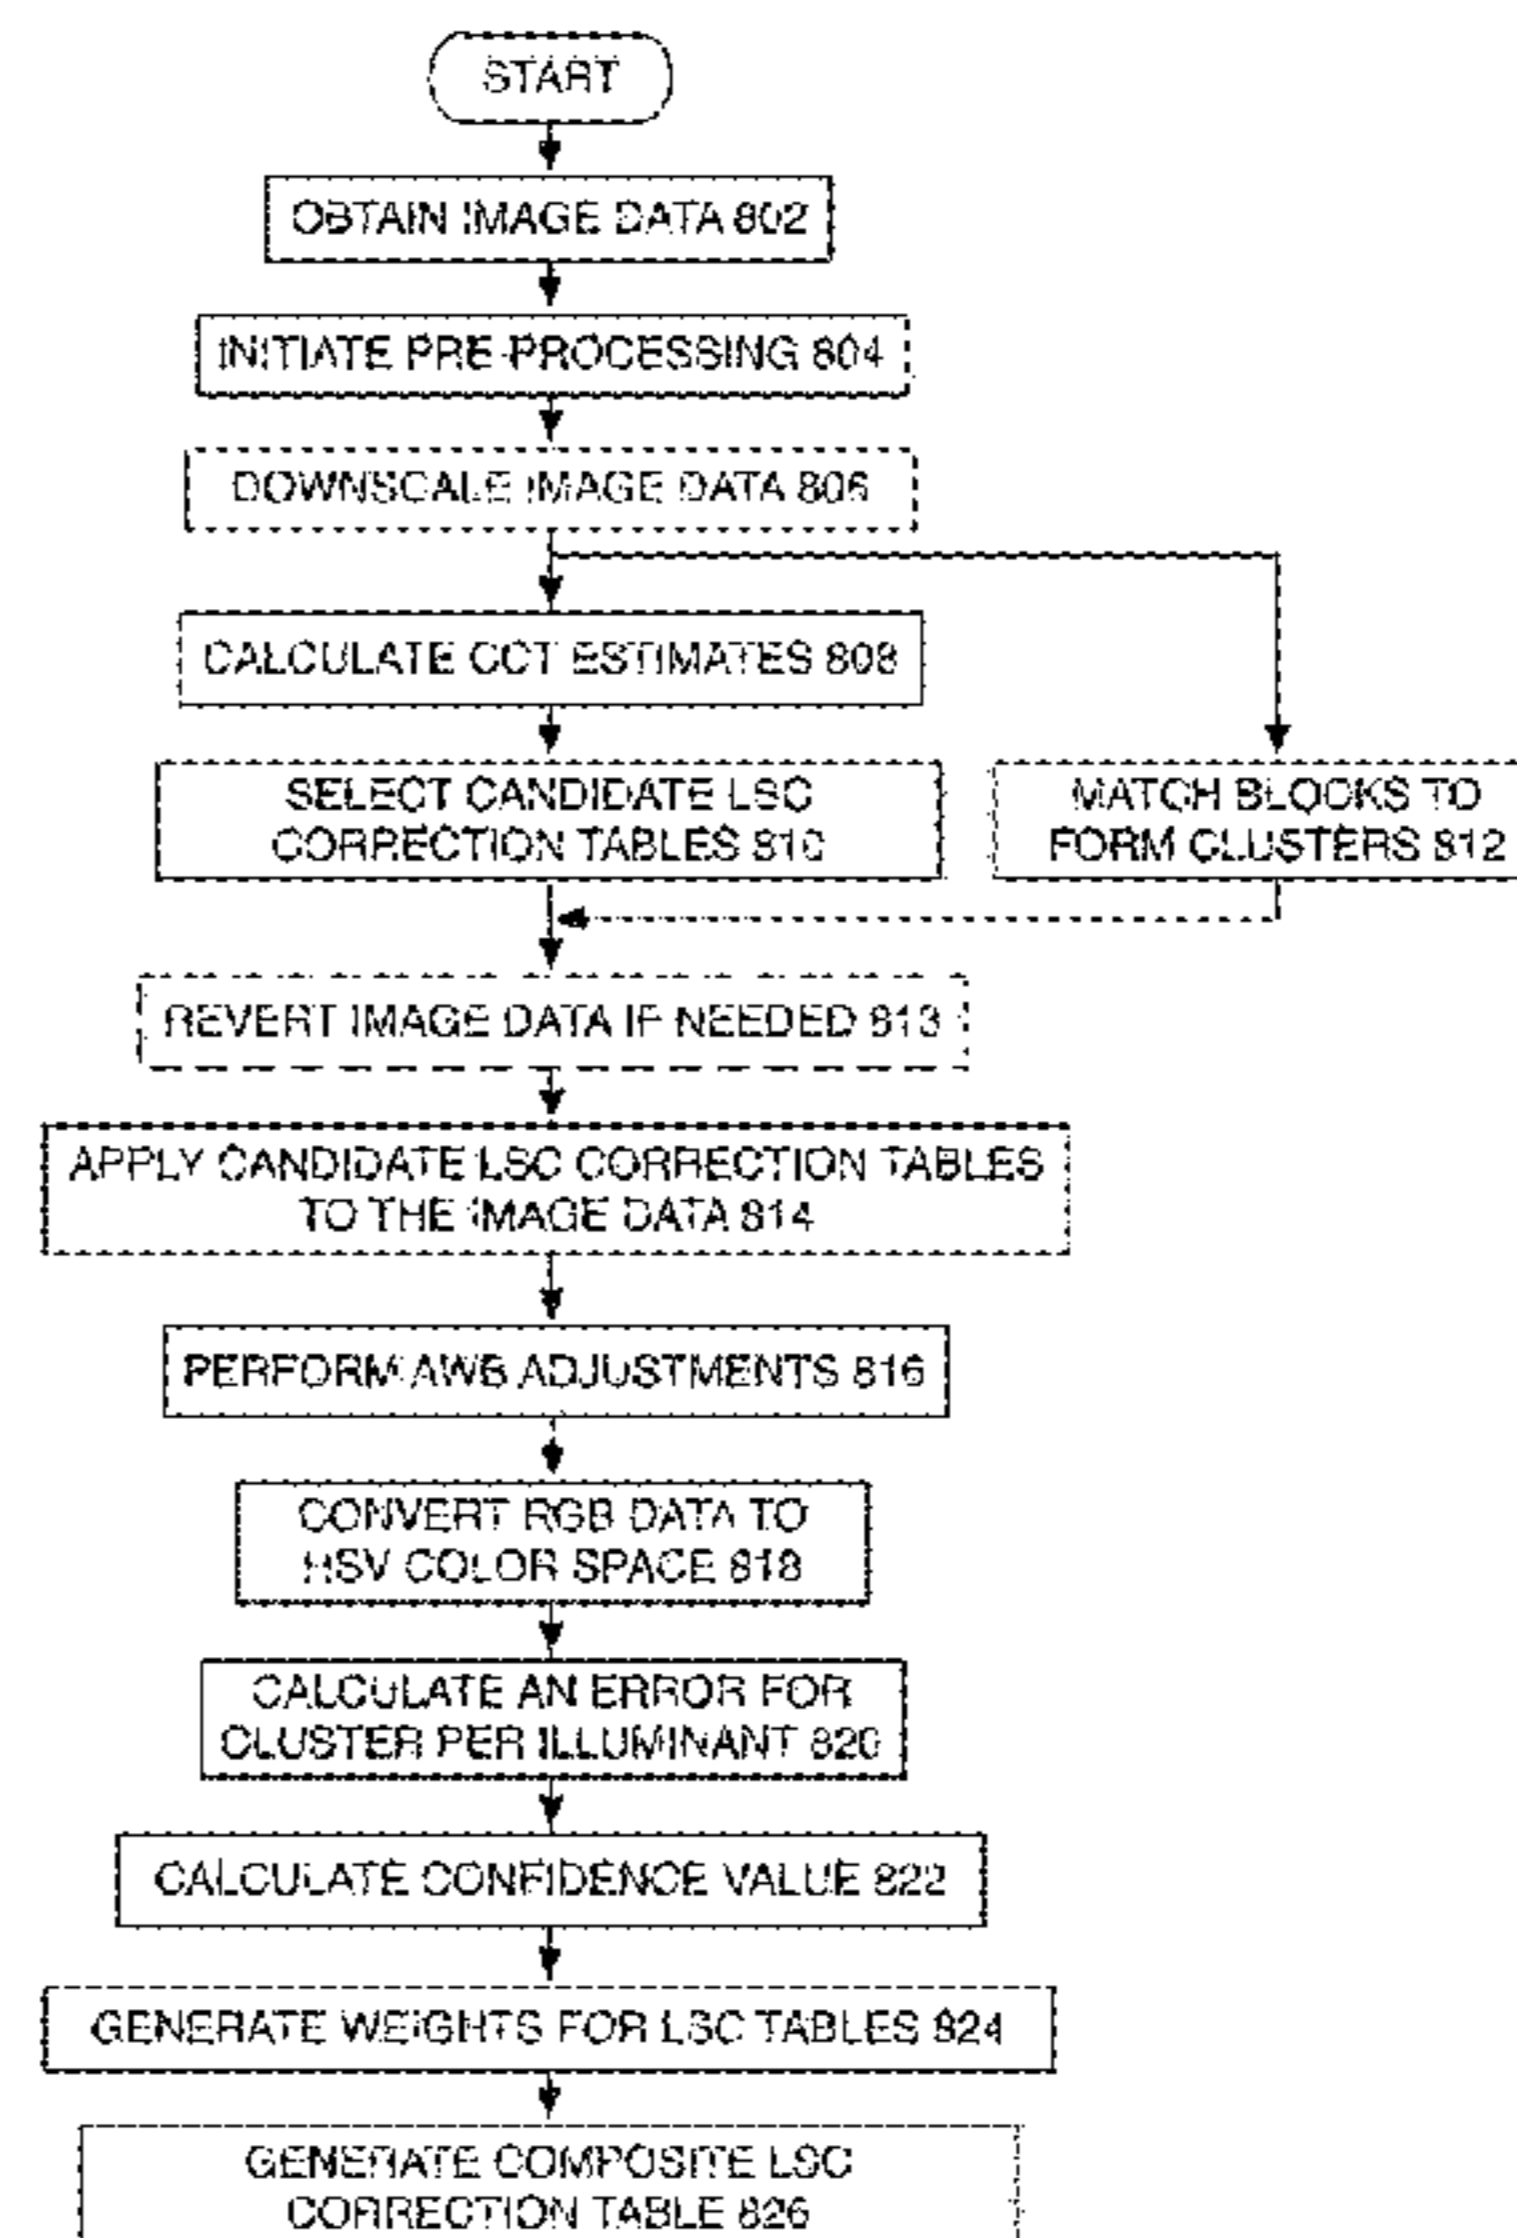 START
OBTAIN IMAGE DATA 802
INITIATE PRE-PROCESSING 804
DOWNSCALE IMAGE DATA 806
CALCULATE CCT ESTIMATES 808
SELECT CANDIDATE LSC
CORRECTION TABLES 810
MATCH BLOCKS TO
FORM CLUSTERS 812
REVERT IMAGE DATA IF NEEDED 813
APPLY CANDIDATE LSC CORRECTION TABLES
TO THE IMAGE DATA 814
PERFORM AWB ADJUSTMENTS 816
CONVERT RGB DATA TO
HSV COLOR SPACE 818
CALCULATE AN ERROR FOR
CLUSTER PER ILLUMINANT 820
CALCULATE CONFIDENCE VALUE 822
GENERATE WEIGHTS FOR LSC TABLES 824
GENERATE COMPOSITE LSC
CORRECTION TABLE 826